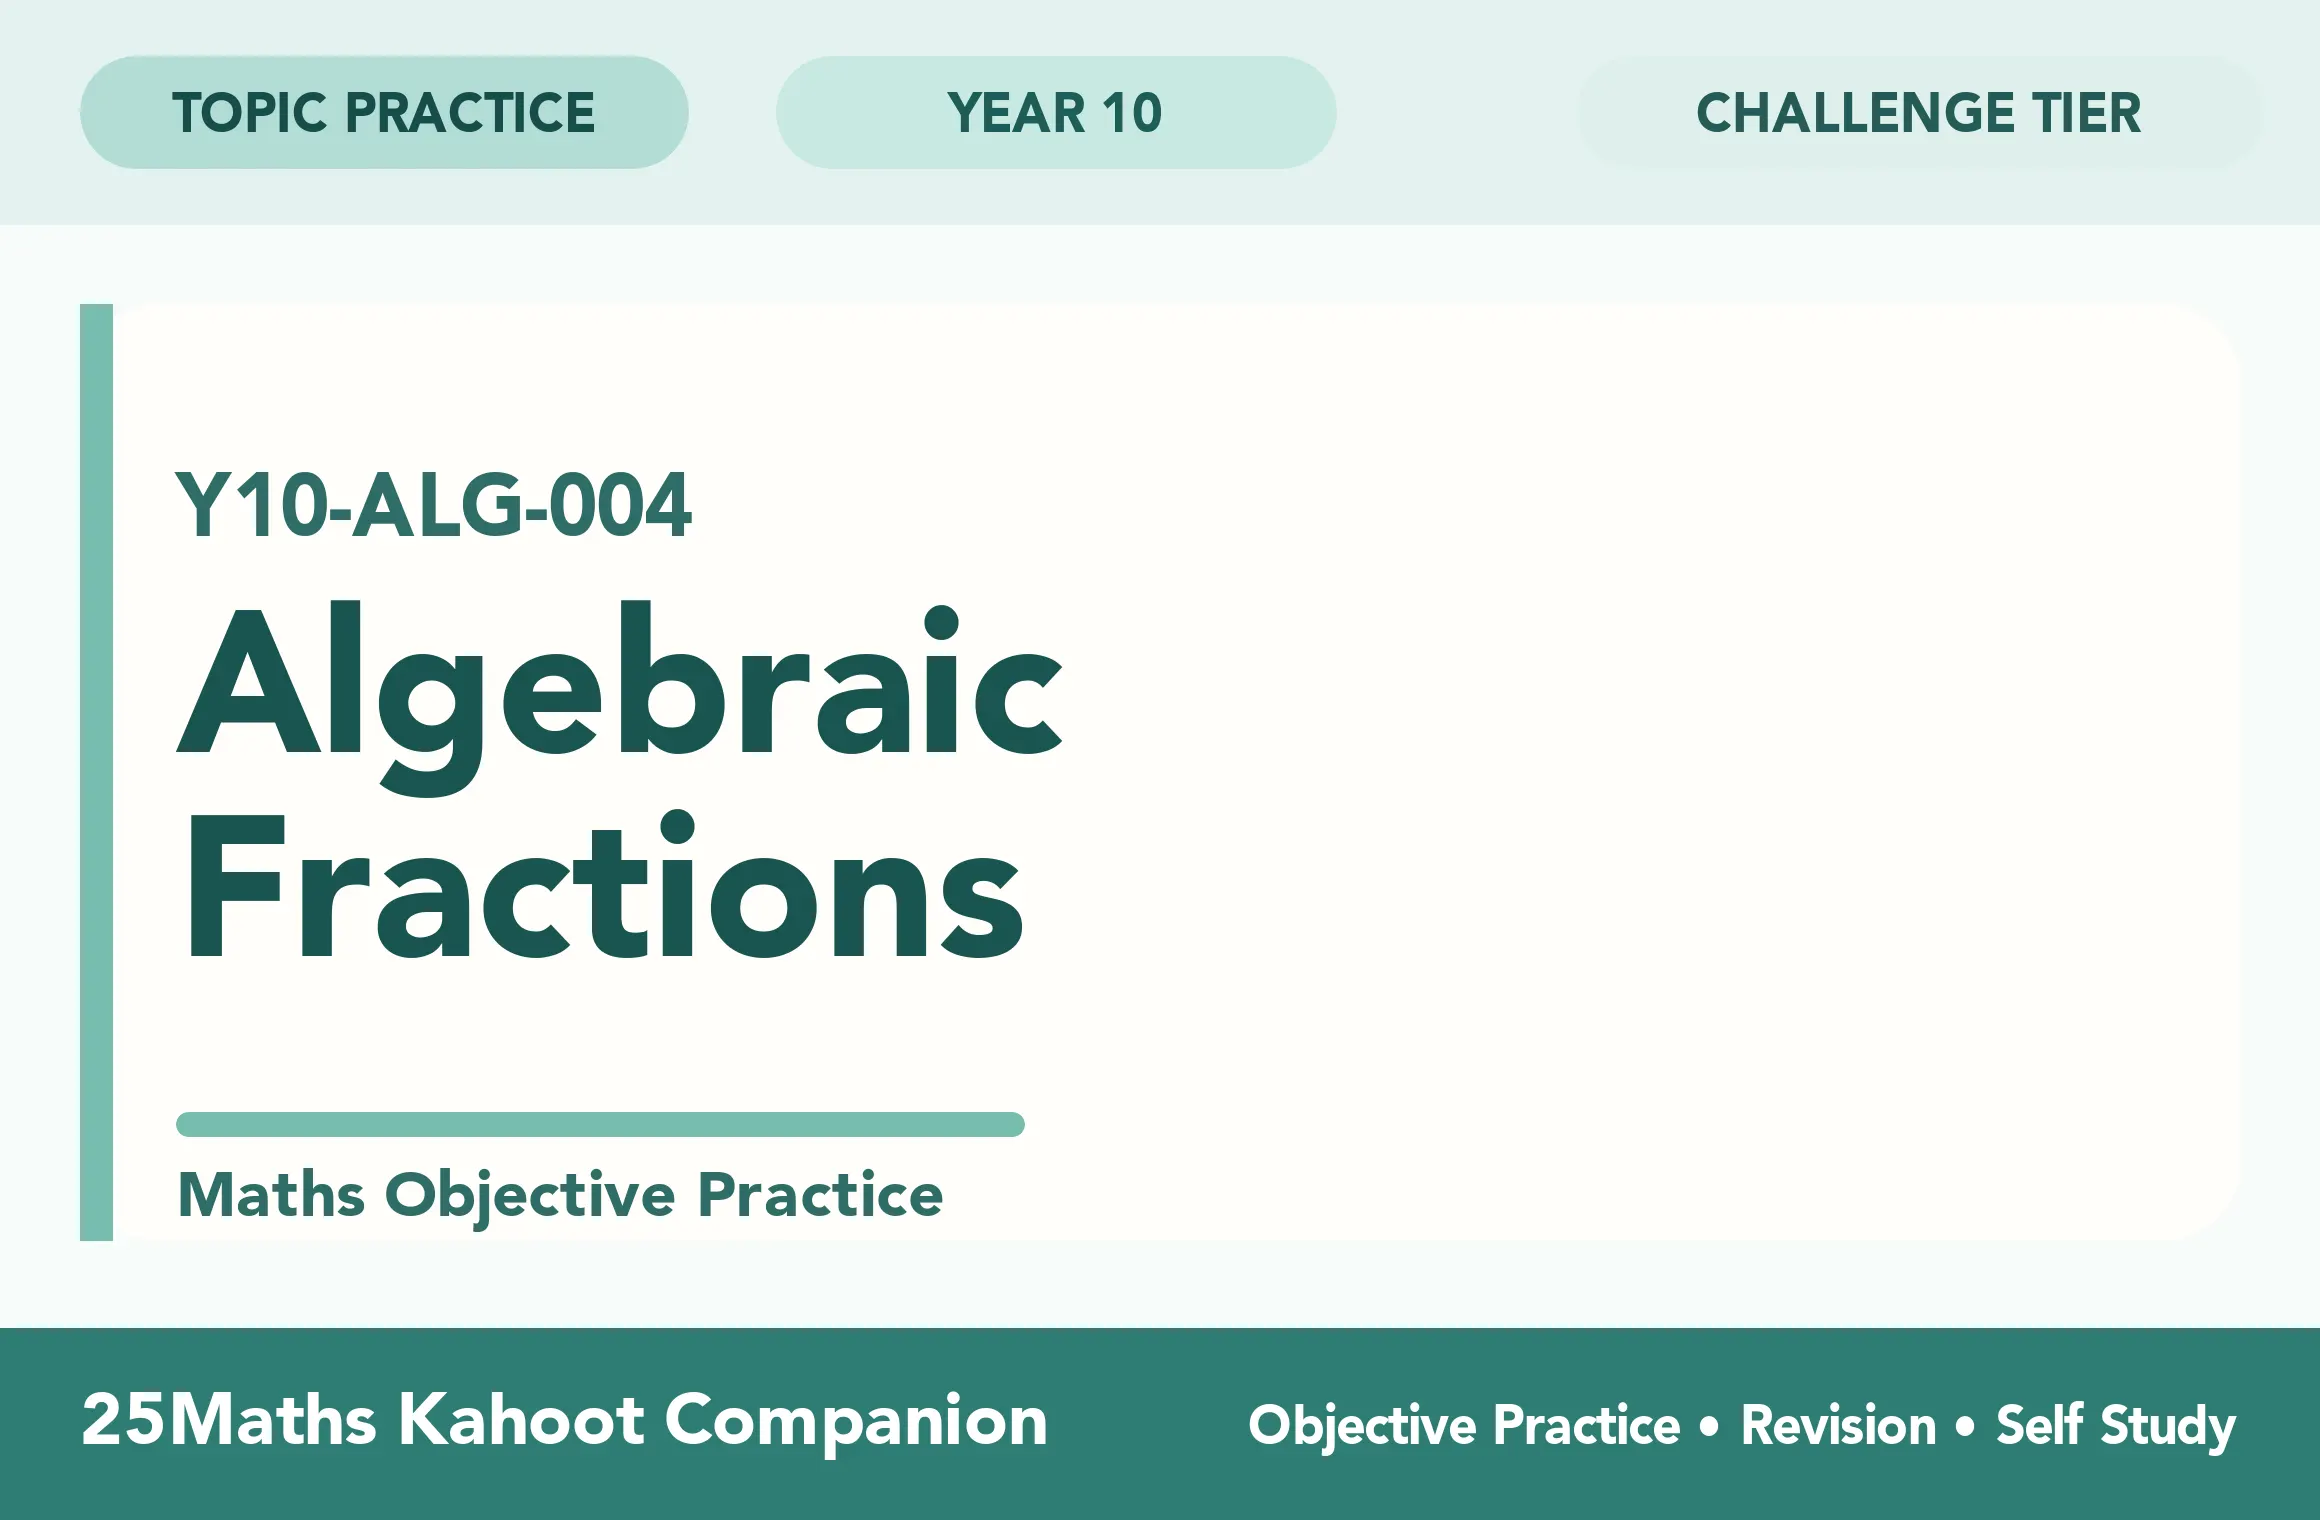 TOPIC PRACTICE
YEAR 10
CHALLENGE TIER
Y10-ALG-004
Algebraic
Fractions
Maths Objective Practice
25Maths Kahoot Companion
Objective Practice • Revision • Self Study